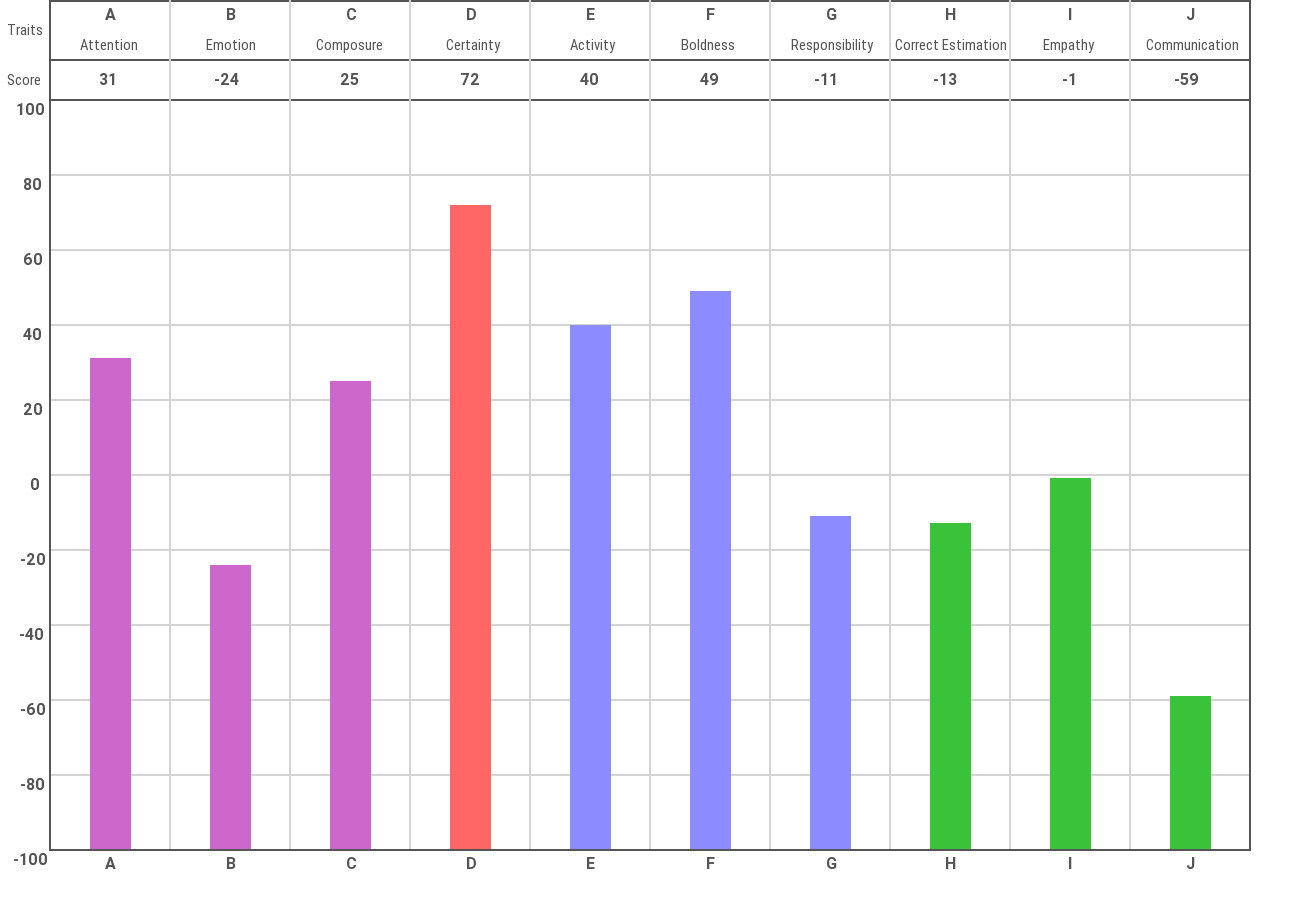 A B C D E F G H I J
Traits
Attention Emotion Composure Certainty Activity Boldness Responsibility Correct Estimation Empathy Communication
Score 31 -24 25 72 40 49 -11 -13 -1 -59
100
80
60
40
20
0
-20
-40
-60
-80
-100
A B C D E F G H I J